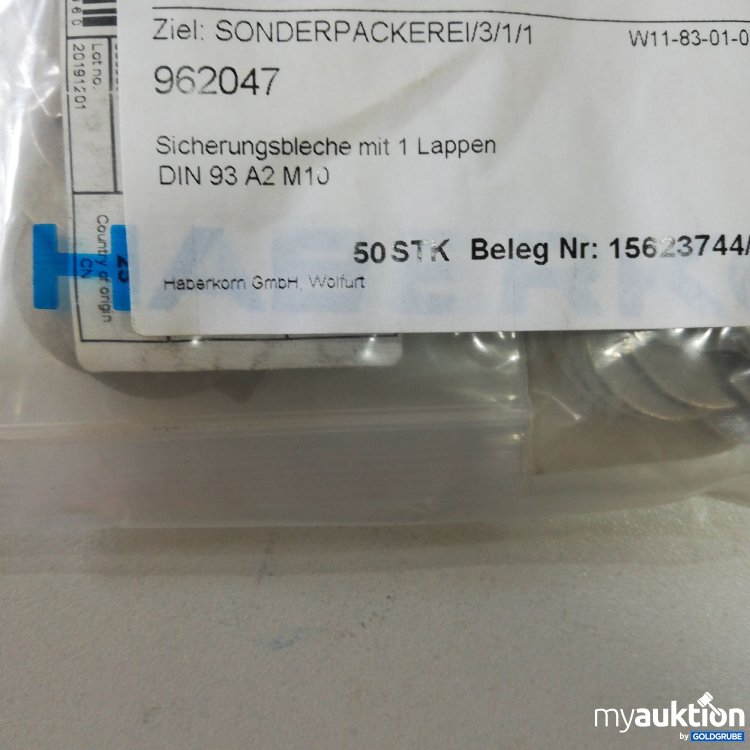 Ziel: SONDERPACKEREI/3/1/1
W11-83-01-0
962047
Sicherungsbleche mit 1 Lappen
DIN 93 A2 M10
50 STK Beleg Nr: 15623744/
Haberkorn GmbH, Wolfurt
Lot no.
20191201
Country of origin
CN
25
myauktion
by GOLDGRUBE